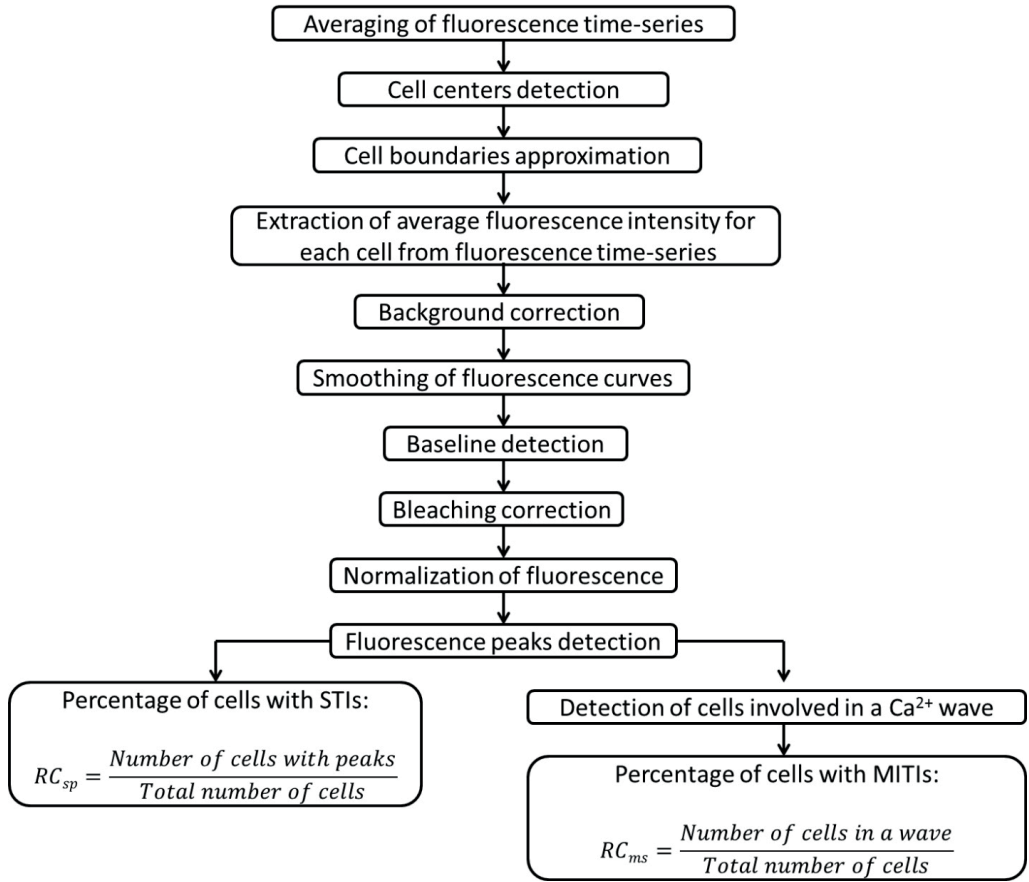 Averaging of fluorescence time-series
Cell centers detection
Cell boundaries approximation
Extraction of average fluorescence intensity for
each cell from fluorescence time-series
Background correction
Smoothing of fluorescence curves
Baseline detection
Bleaching correction
Normalization of fluorescence
Fluorescence peaks detection
Percentage of cells with STIs:
RC_sp = Number of cells with peaks / Total number of cells
Detection of cells involved in a Ca²⁺ wave
Percentage of cells with MITIs:
RC_ms = Number of cells in a wave / Total number of cells